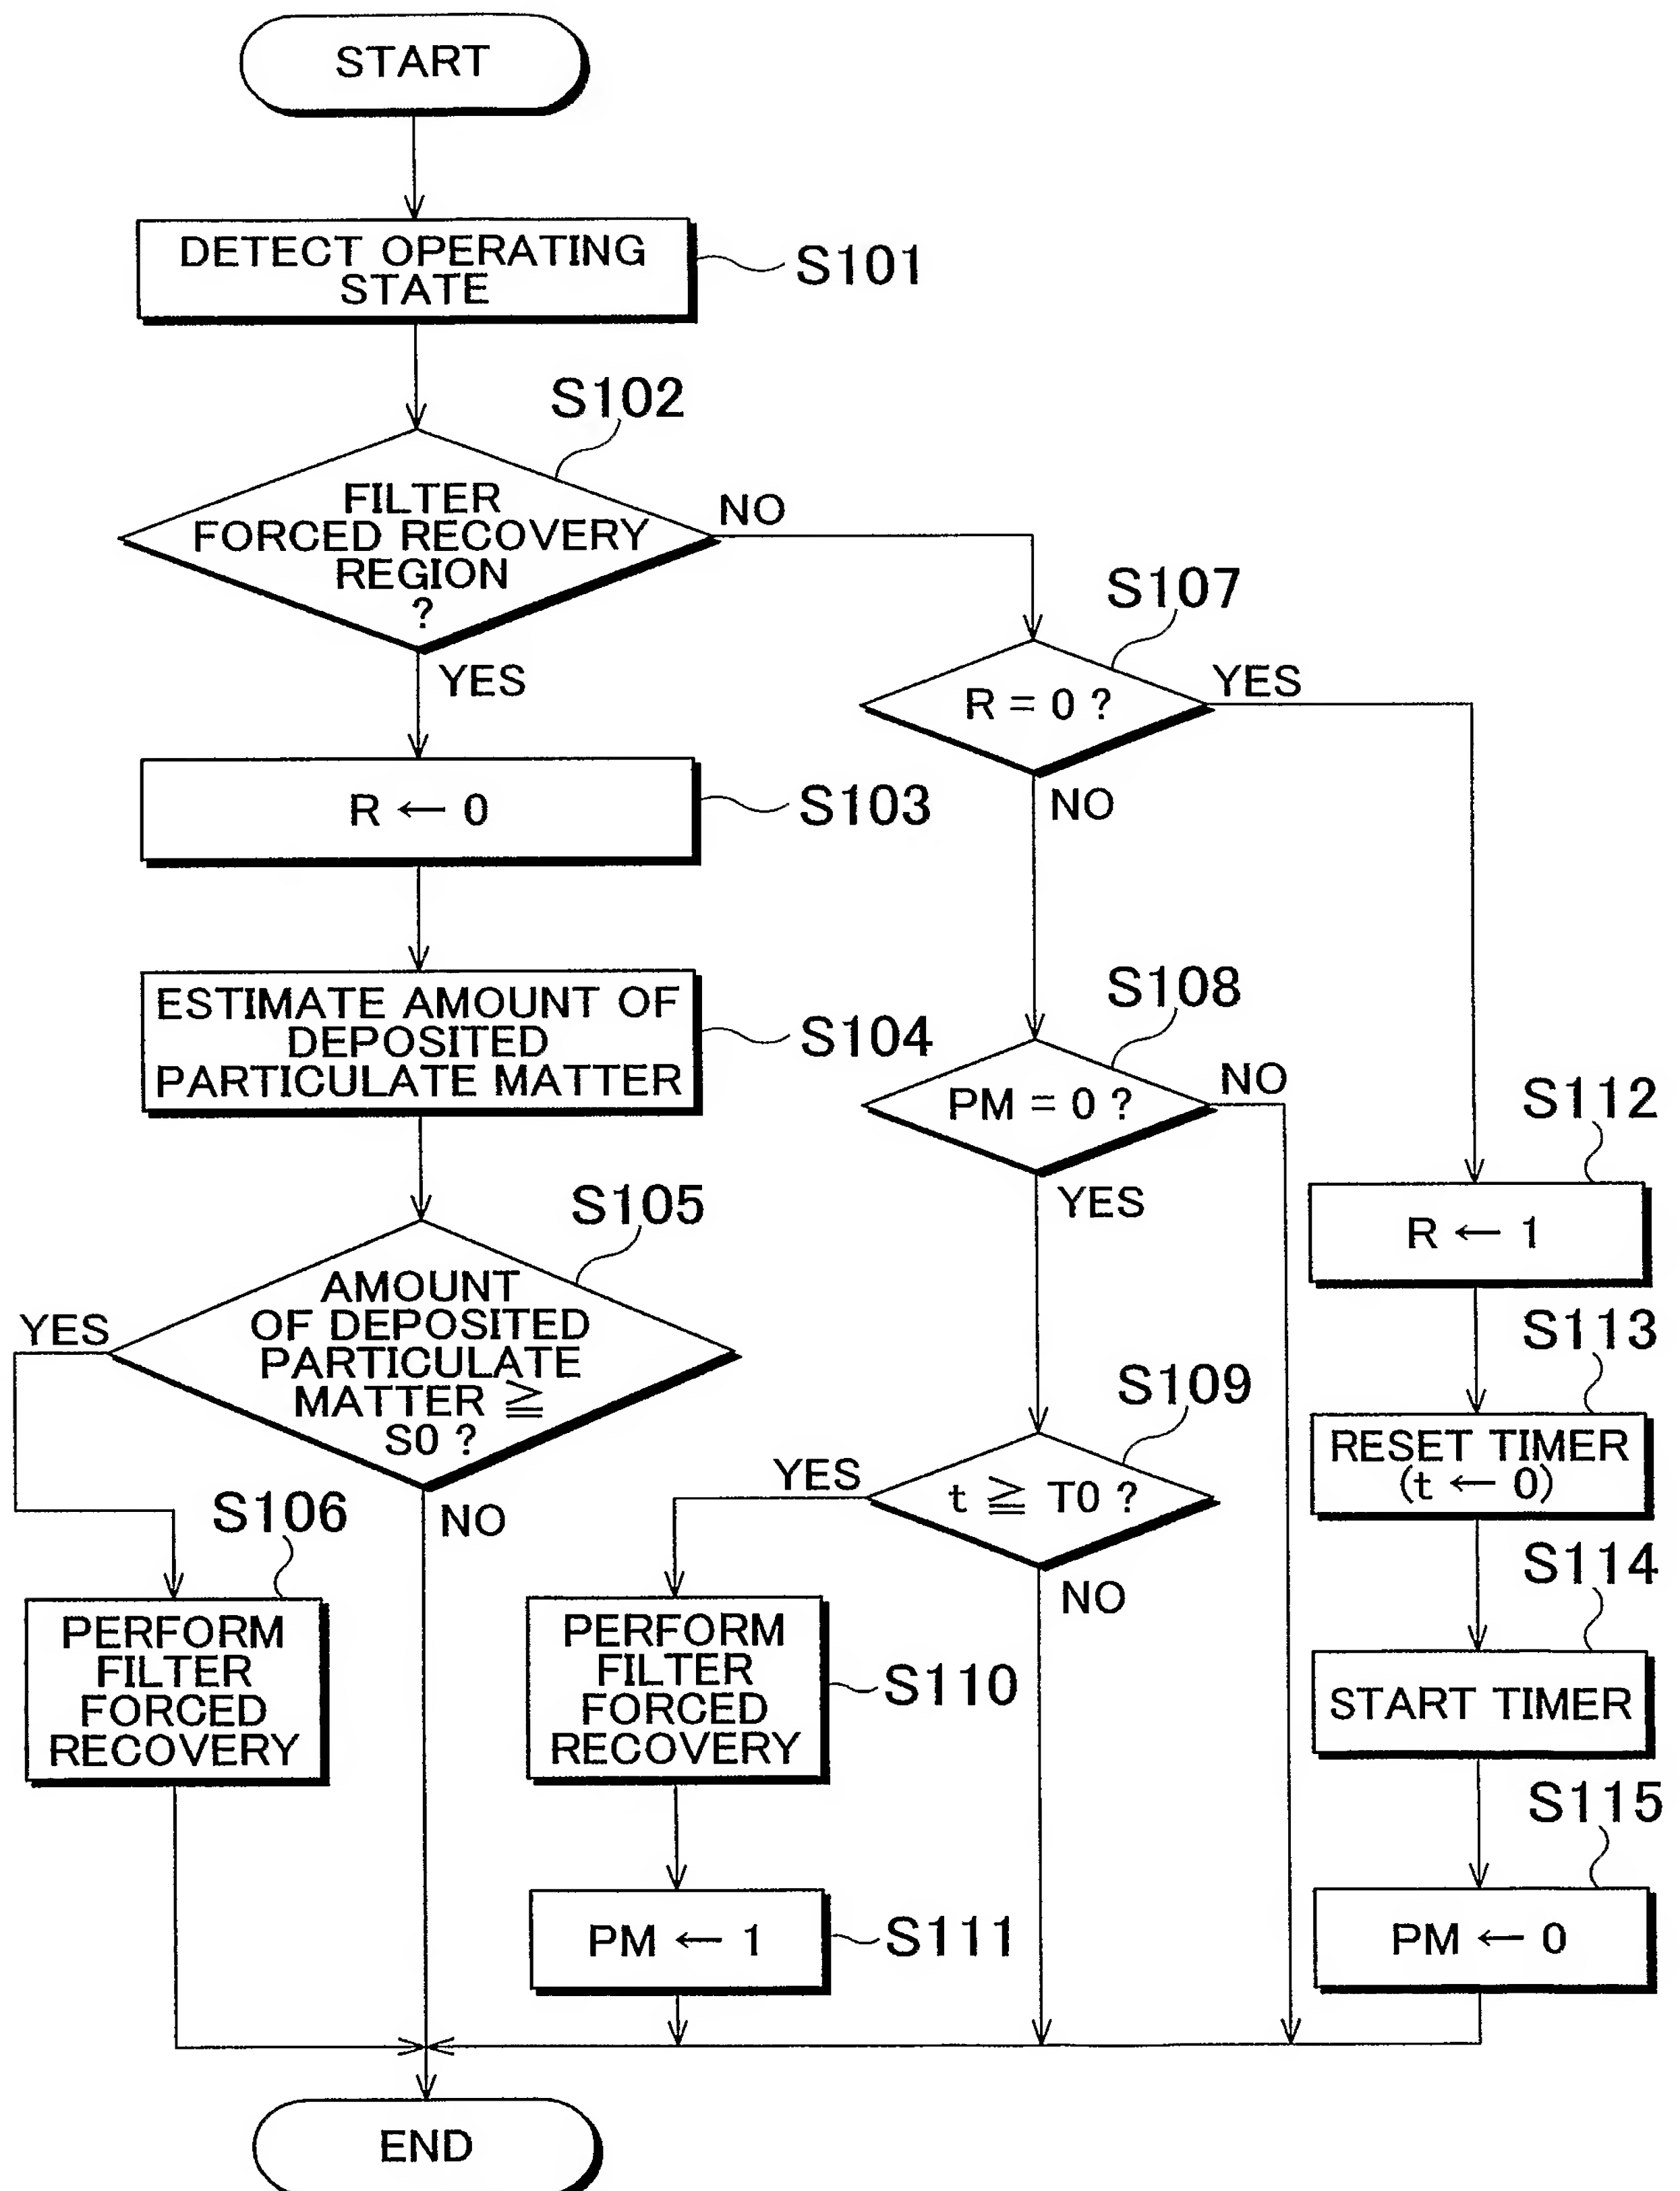 START
DETECT OPERATING
STATE
S101
S102
FILTER
FORCED RECOVERY
REGION
?
NO
YES
R ← 0
S103
ESTIMATE AMOUNT OF
DEPOSITED
PARTICULATE MATTER
S104
S105
AMOUNT
OF DEPOSITED
PARTICULATE
MATTER ≧
S0 ?
YES
NO
S106
PERFORM
FILTER
FORCED
RECOVERY
S107
R = 0 ?
YES
NO
S108
PM = 0 ?
NO
YES
S109
t ≧ T0 ?
YES
NO
PERFORM
FILTER
FORCED
RECOVERY
S110
PM ← 1
S111
S112
R ← 1
S113
RESET TIMER
(t ← 0)
S114
START TIMER
S115
PM ← 0
END